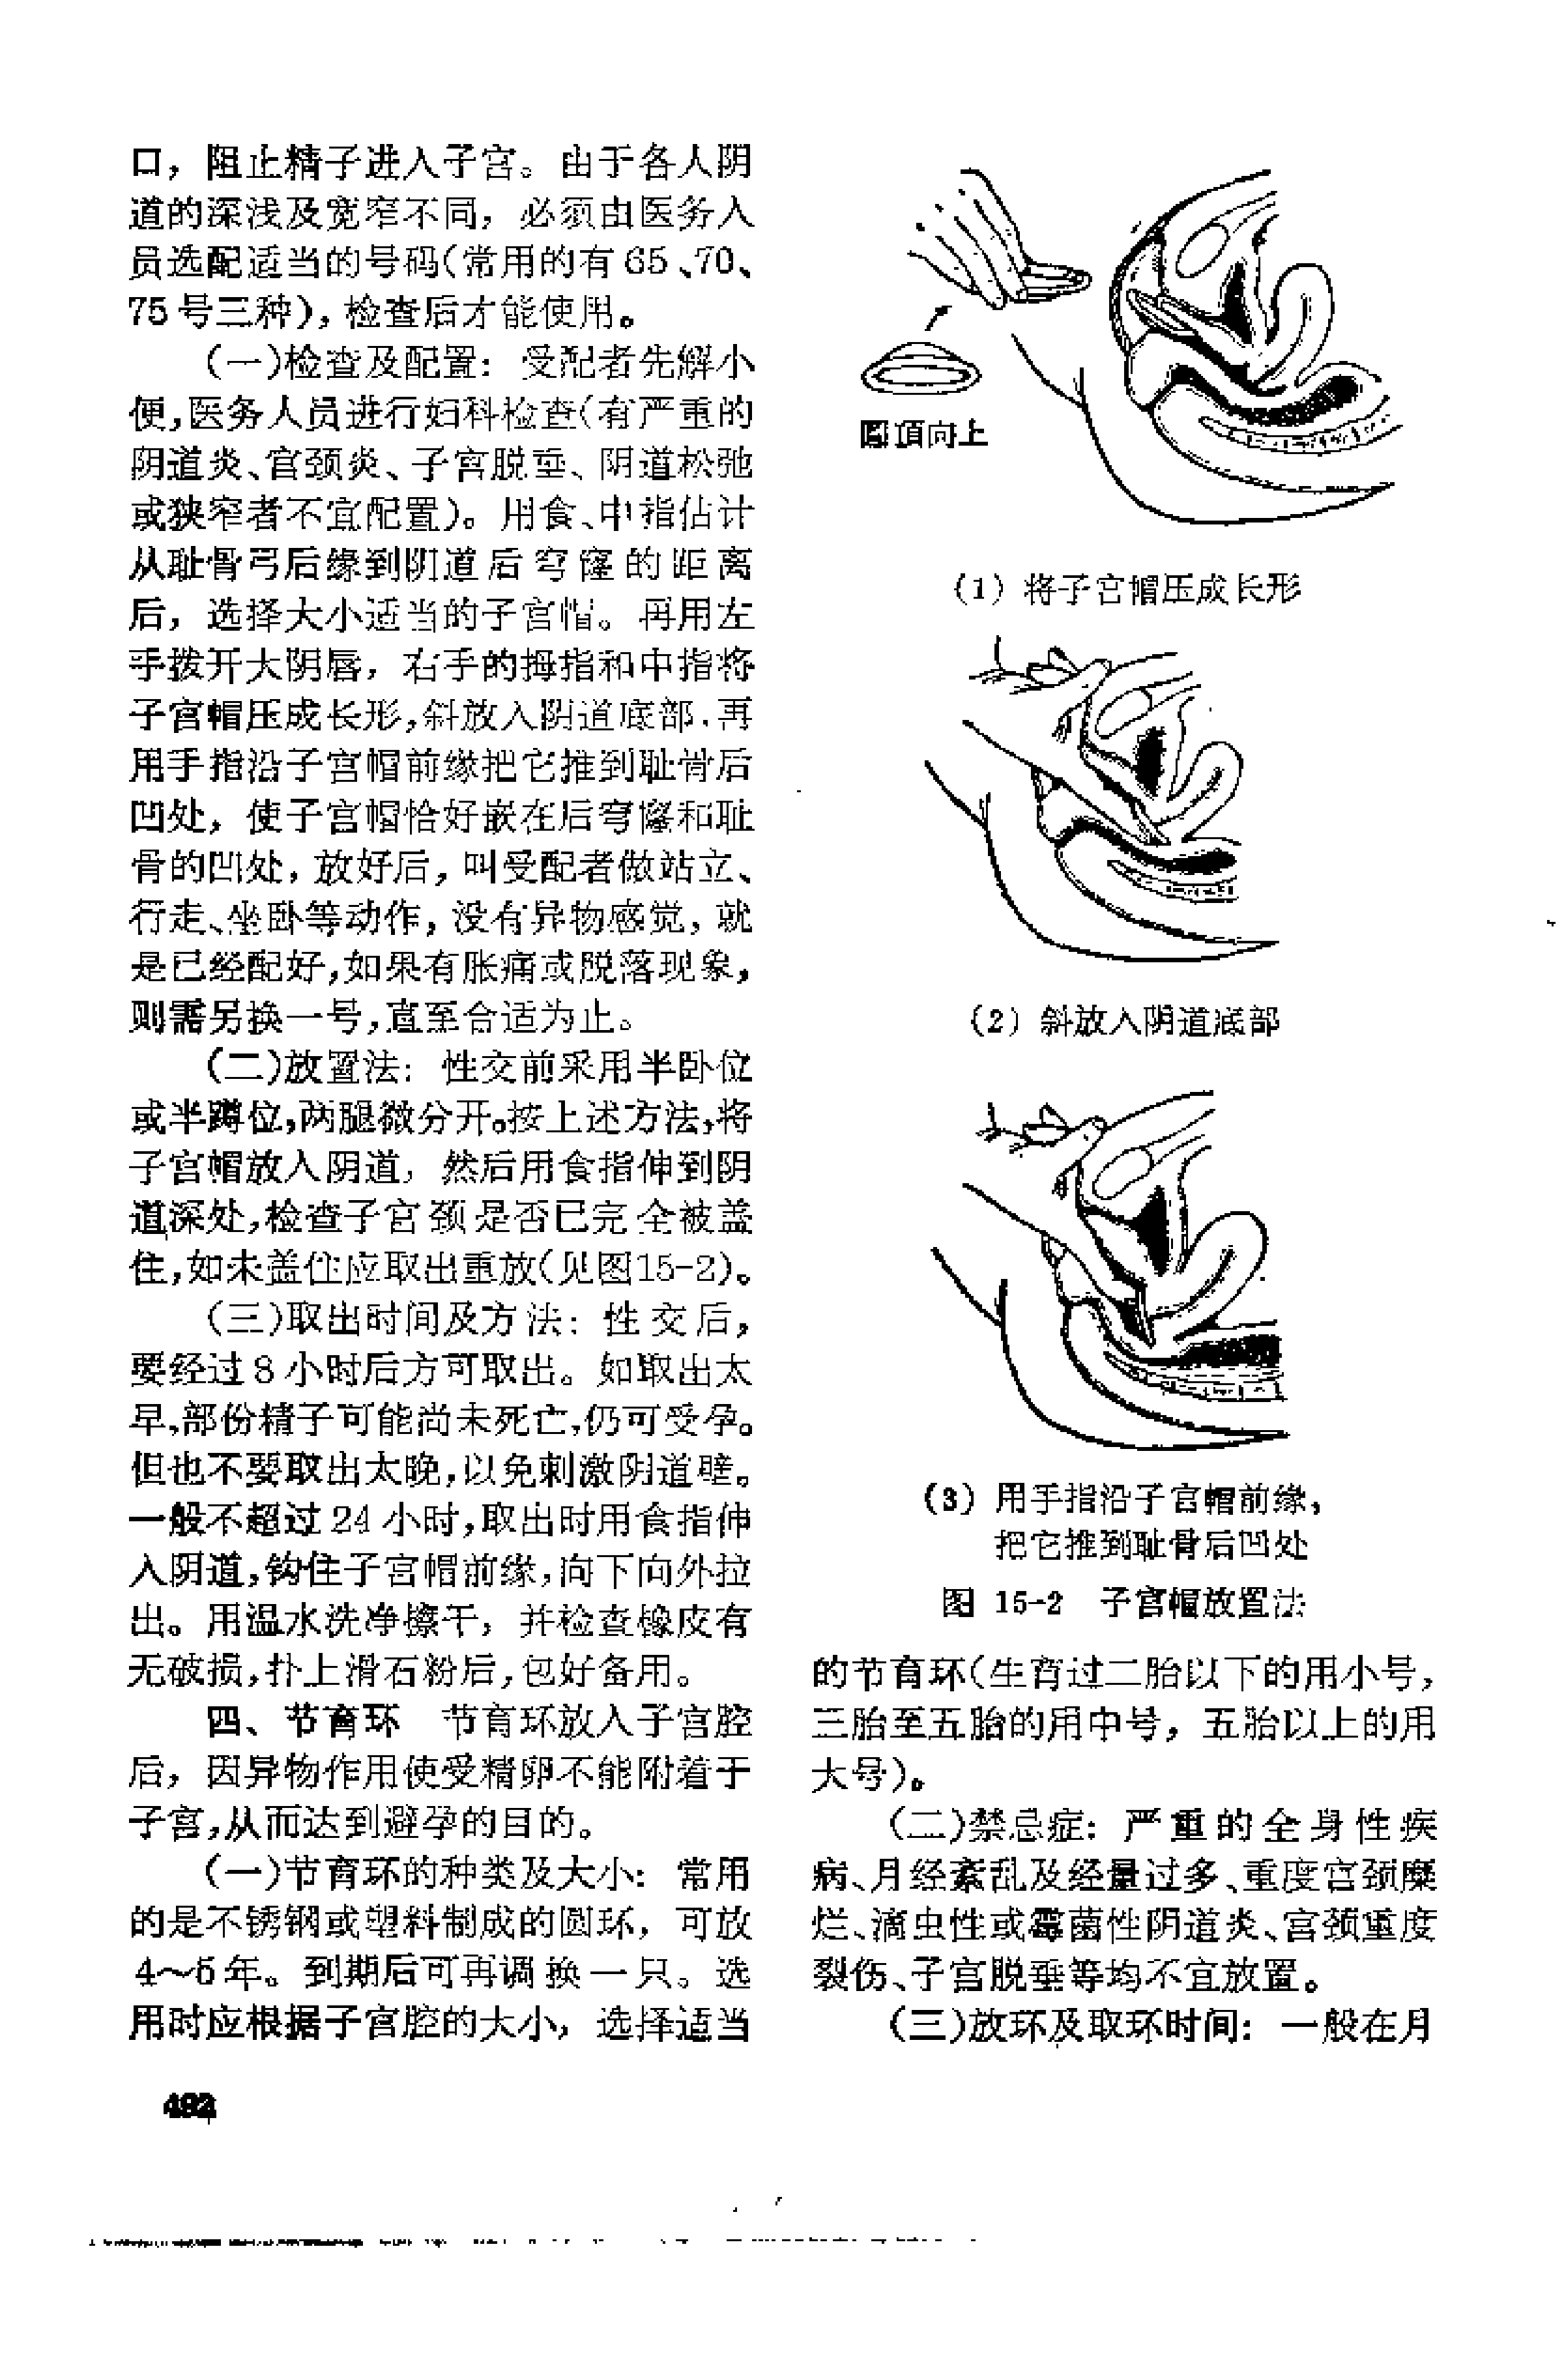 口，阻止精子进入子宫。由于各人阴
道的深浅及宽窄不同，必须由医务人
员选配适当的号码(常用的有65、70、
75号三种)，检查后才能使用。
(一)检查及配置：受配者先解小
便，医务人员进行妇科检查(有严重的
阴道炎、宫颈炎、子宫脱垂、阴道松弛
或狭窄者不宜配置)。用食、中指估计
从耻骨弓后缘到阴道后穹窿的距离
后，选择大小适当的子宫帽。再用左
手拨开大阴唇，右手的拇指和中指将
子宫帽压成长形，斜放入阴道底部，再
用手指沿子宫帽前缘把它推到耻骨后
凹处，使子宫帽恰好嵌在后穹窿和耻
骨的凹处，放好后，叫受配者做站立、
行走、坐卧等动作，没有异物感觉，就
是已经配好，如果有胀痛或脱落现象，
则需另换一号，直至合适为止。
(二)放置法：性交前采用半卧位
或半蹲位，两腿微分开。按上述方法，将
子宫帽放入阴道，然后用食指伸到阴
道深处，检查子宫颈是否已完全被盖
住，如未盖住应取出重放(见图15-2)。
(三)取出时间及方法：性交后，
要经过8小时后方可取出。如取出太
早，部份精子可能尚未死亡，仍可受孕。
但也不要取出太晚，以免刺激阴道壁。
一般不超过24小时，取出时用食指伸
入阴道，钩住子宫帽前缘，向下向外拉
出。用温水洗净擦干，并检查橡皮有
无破损，扑上滑石粉后，包好备用。
四、节育环 节育环放入子宫腔
后，因异物作用使受精卵不能附着于
子宫，从而达到避孕的目的。
(一)节育环的种类及大小：常用
的是不锈钢或塑料制成的圆环，可放
4～5年。到期后可再调换一只。选
用时应根据子宫腔的大小，选择适当
492
圆顶向上
(1) 将子宫帽压成长形
(2) 斜放入阴道底部
(3) 用手指沿子宫帽前缘，
把它推到耻骨后凹处
图 15-2 子宫帽放置法
的节育环(生育过二胎以下的用小号，
三胎至五胎的用中号，五胎以上的用
大号)。
(二)禁忌症：严重的全身性疾
病、月经紊乱及经量过多、重度宫颈糜
烂、滴虫性或霉菌性阴道炎、宫颈重度
裂伤、子宫脱垂等均不宜放置。
(三)放环及取环时间：一般在月